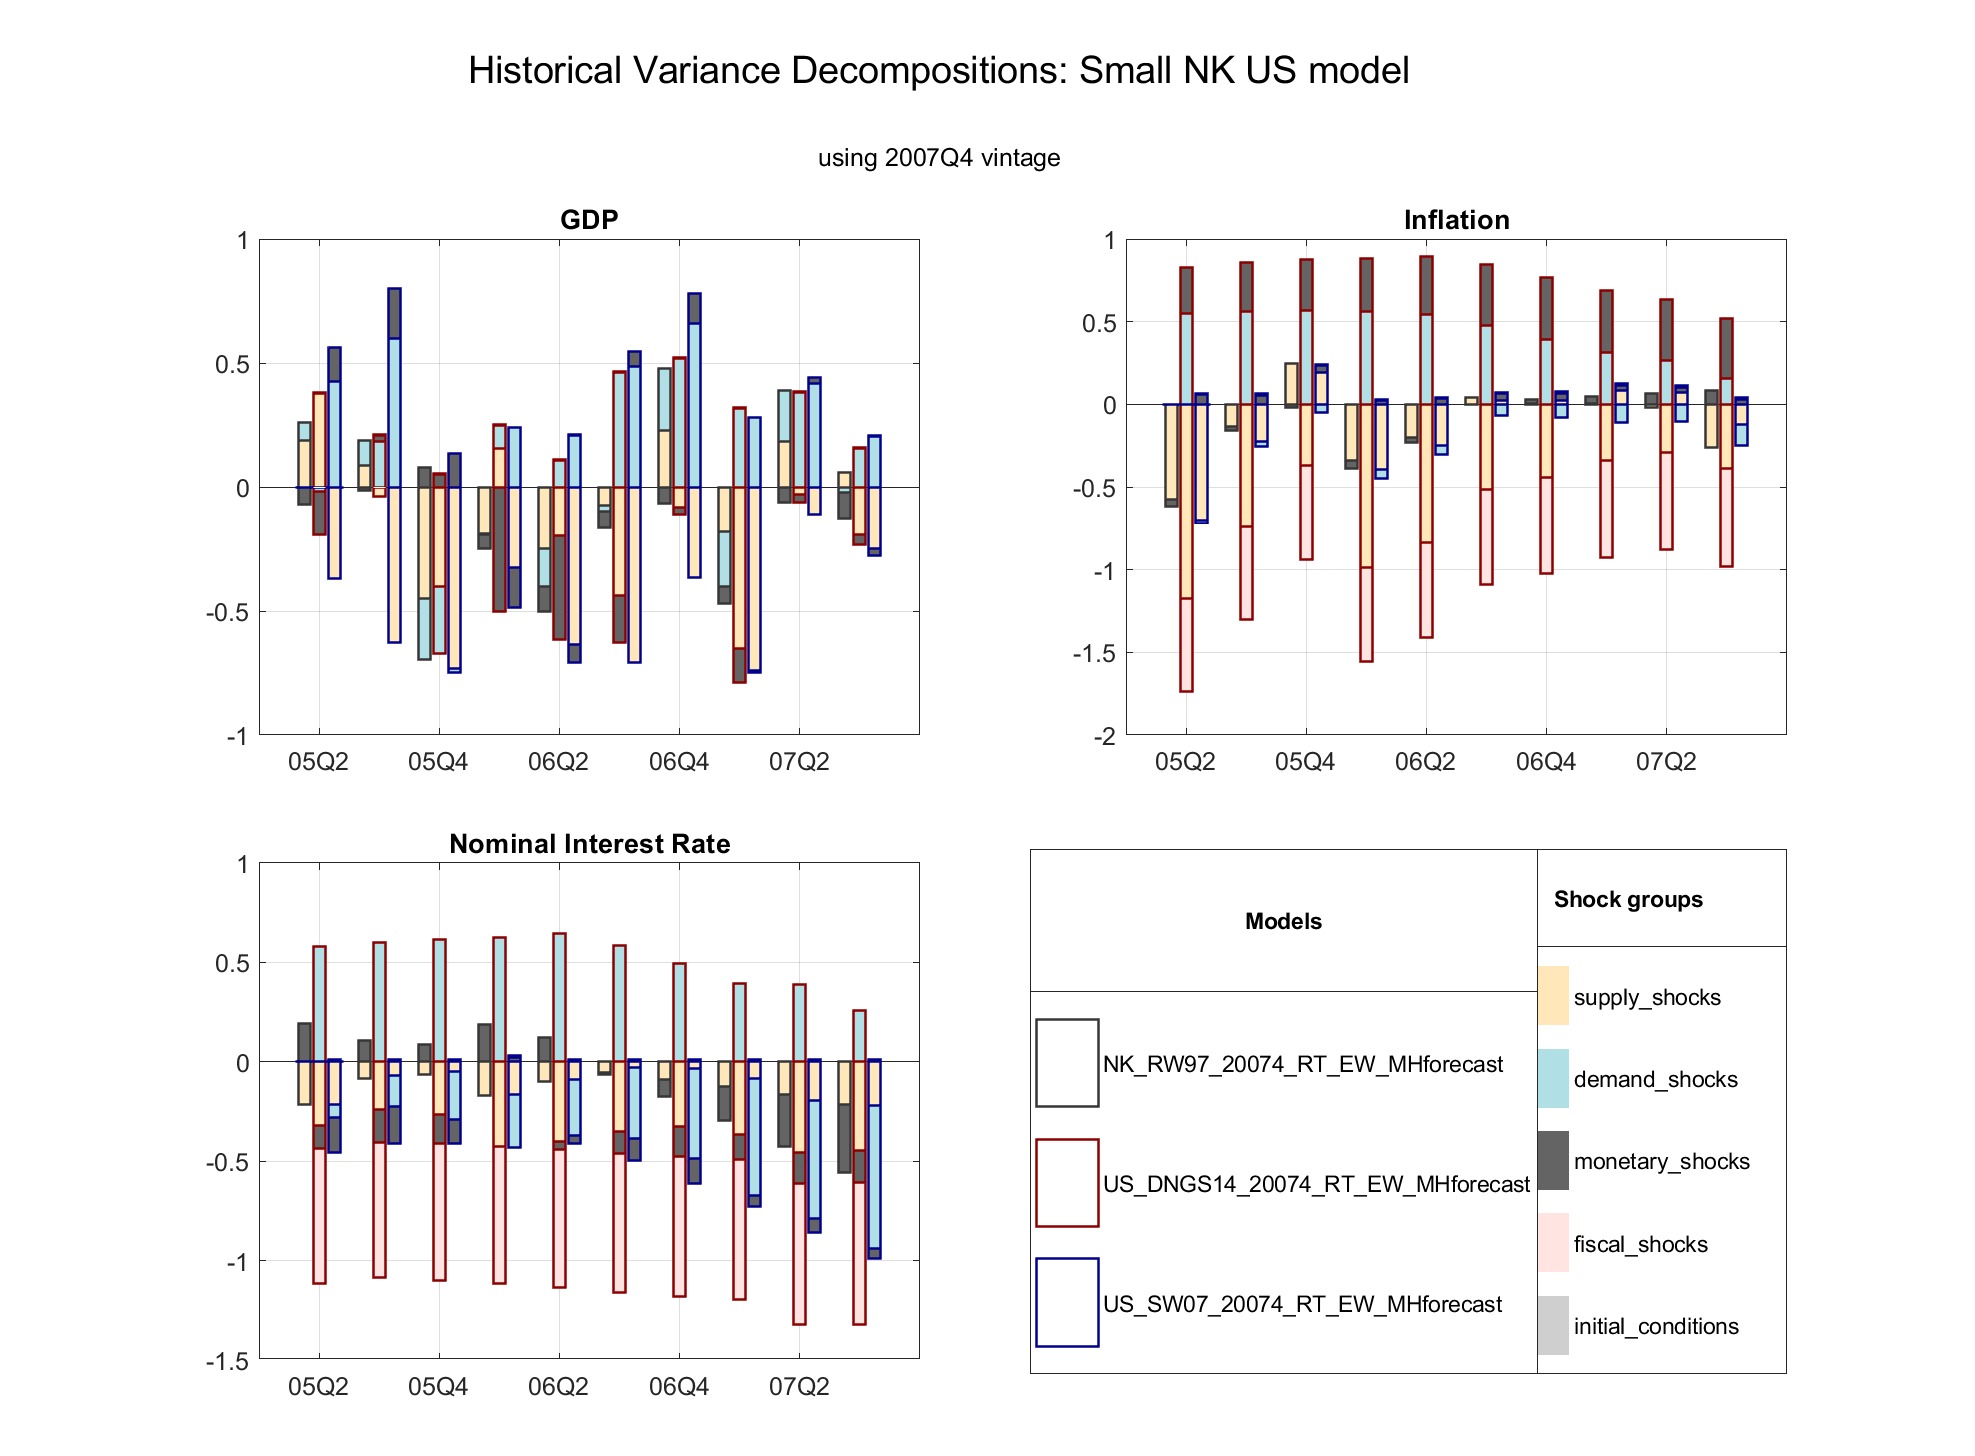 Historical Variance Decompositions: Small NK US model
using 2007Q4 vintage
GDP
1
0.5
0
-0.5
-1
05Q2 05Q4 06Q2 06Q4 07Q2
Inflation
1
0.5
0
-0.5
-1
-1.5
-2
05Q2 05Q4 06Q2 06Q4 07Q2
Nominal Interest Rate
1
0.5
0
-0.5
-1
-1.5
05Q2 05Q4 06Q2 06Q4 07Q2
Models
NK_RW97_20074_RT_EW_MHforecast
US_DNGS14_20074_RT_EW_MHforecast
US_SW07_20074_RT_EW_MHforecast
Shock groups
supply_shocks
demand_shocks
monetary_shocks
fiscal_shocks
initial_conditions